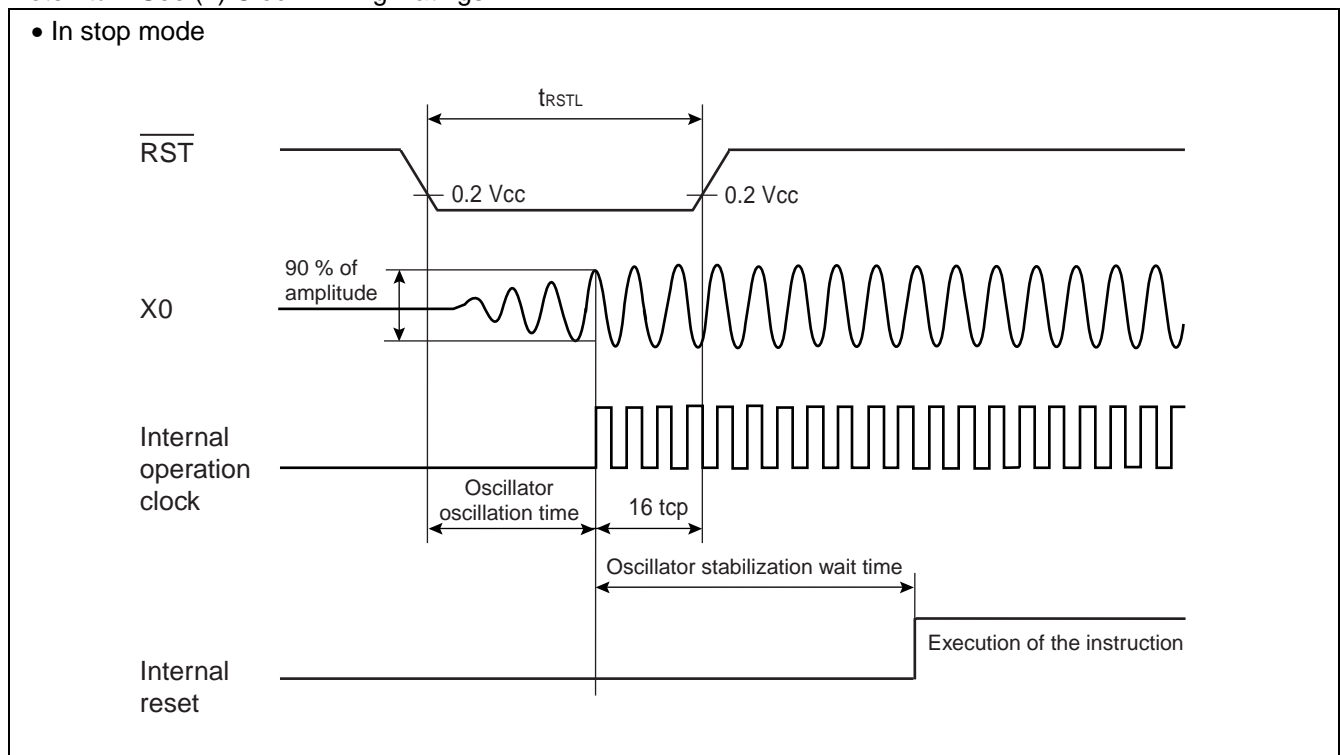 • In stop mode
tRSTL
RST
0.2 Vcc
0.2 Vcc
90 % of
amplitude
X0
Internal
operation
clock
Oscillator
oscillation time
16 tcp
Oscillator stabilization wait time
Execution of the instruction
Internal
reset